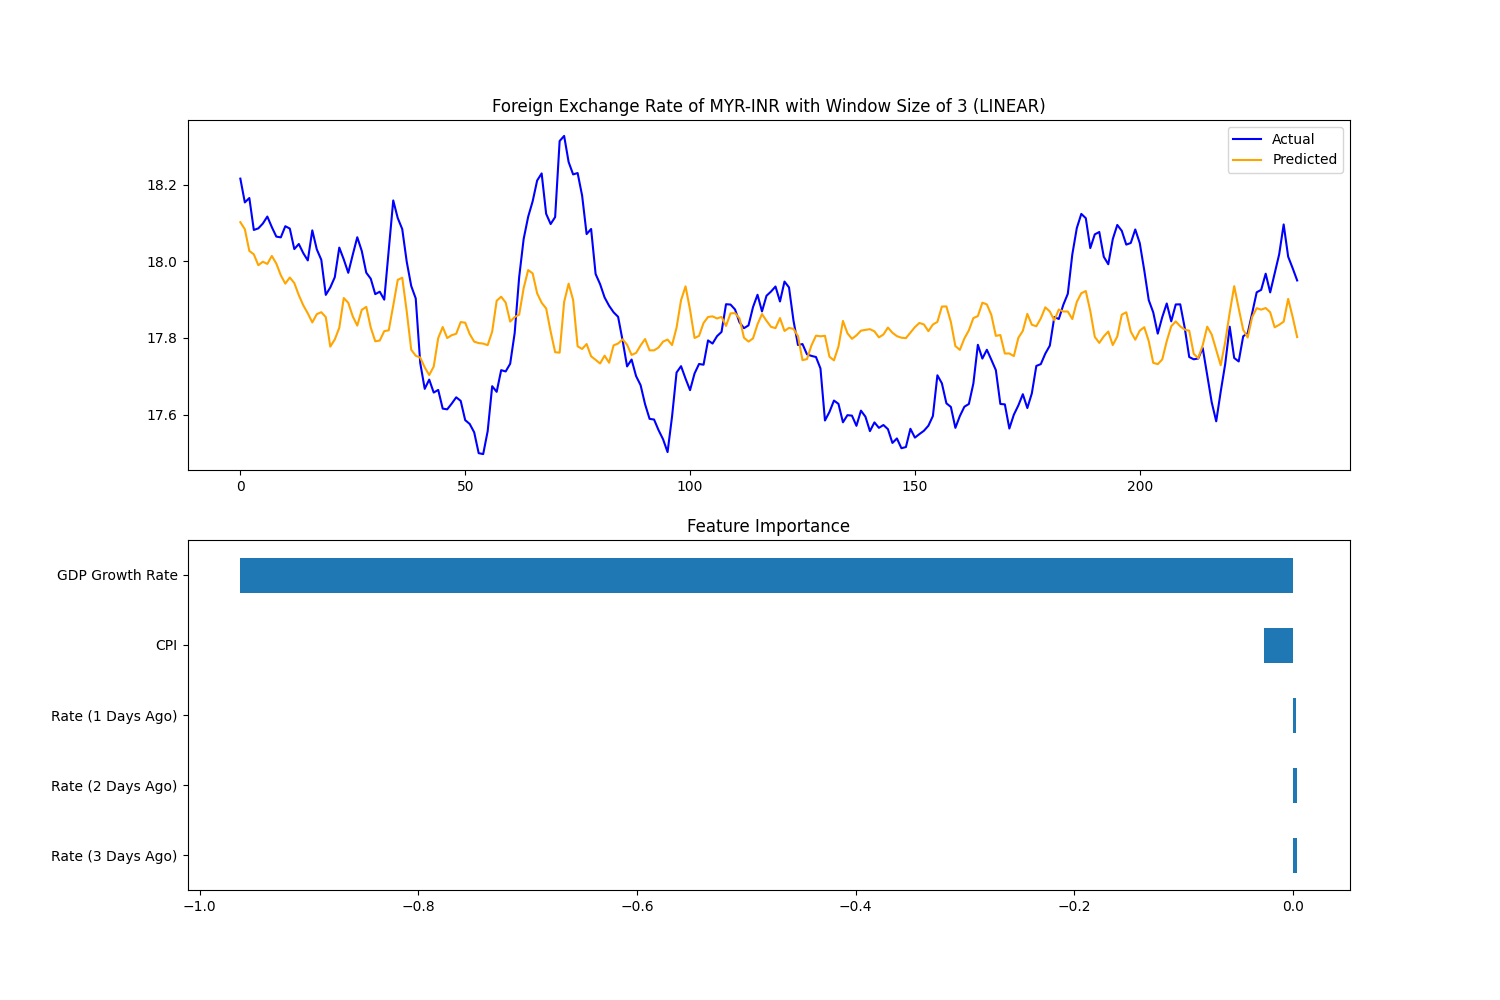 Foreign Exchange Rate of MYR-INR with Window Size of 3 (LINEAR)
Actual
Predicted
18.2
18.0
17.8
17.6
0 50 100 150 200
Feature Importance
GDP Growth Rate
CPI
Rate (1 Days Ago)
Rate (2 Days Ago)
Rate (3 Days Ago)
−1.0 −0.8 −0.6 −0.4 −0.2 0.0